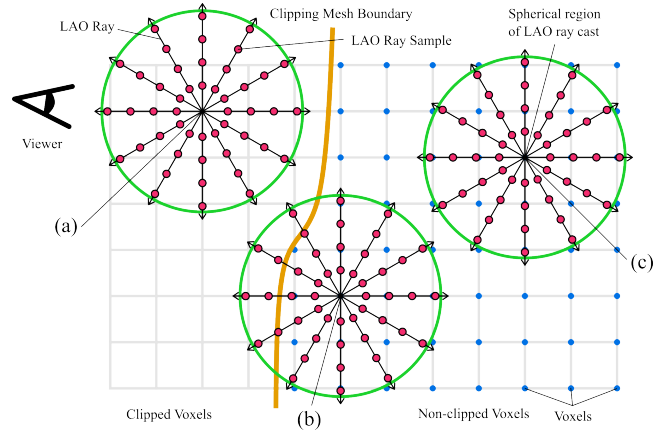 Clipping Mesh Boundary
Spherical region
of LAO ray cast
LAO Ray
LAO Ray Sample
Viewer
(a)
(c)
Clipped Voxels
(b)
Non-clipped Voxels
Voxels